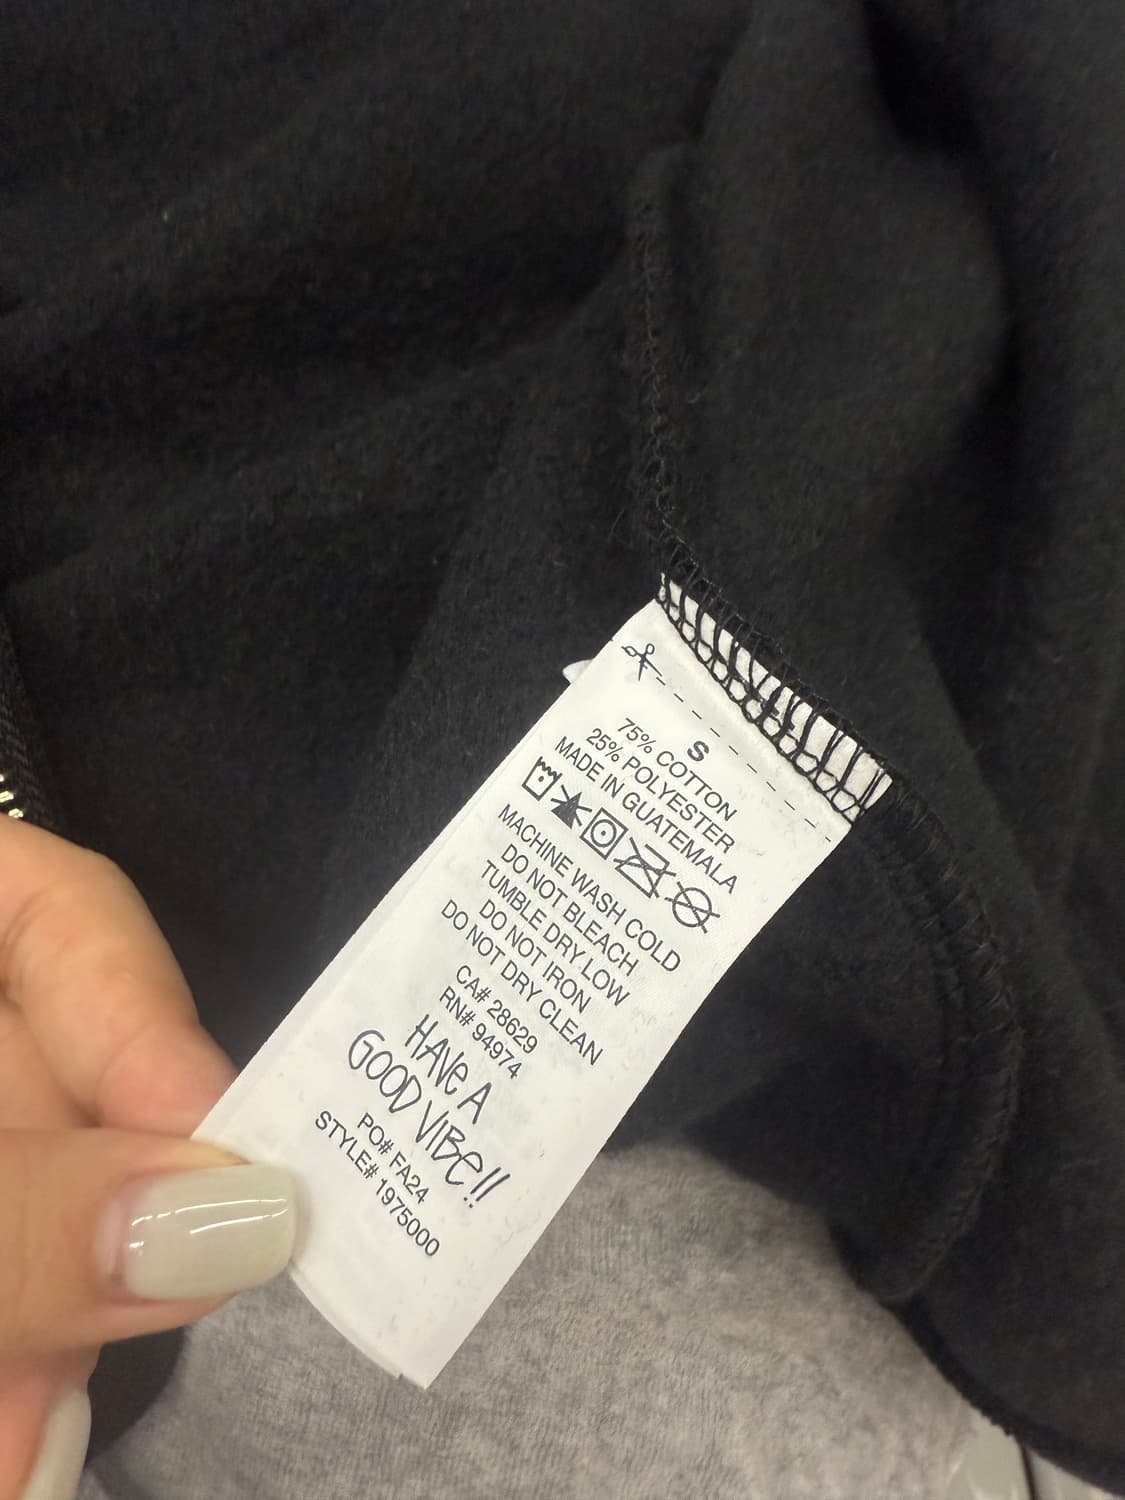 S
75% COTTON
25% POLYESTER
MADE IN GUATEMALA
MACHINE WASH COLD
DO NOT BLEACH
TUMBLE DRY LOW
DO NOT IRON
DO NOT DRY CLEAN
CA# 28629
RN# 94974
HAVE A
GOOD VIBE!!
PO# FA24
STYLE# 1975000